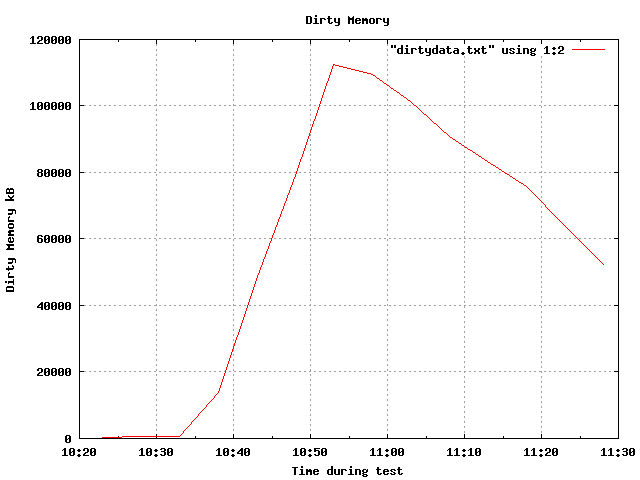 Dirty Memory
"dirtydata.txt" using 1:2
120000
100000
80000
60000
40000
20000
0
Dirty Memory kB
10:20 10:30 10:40 10:50 11:00 11:10 11:20 11:30
Time during test